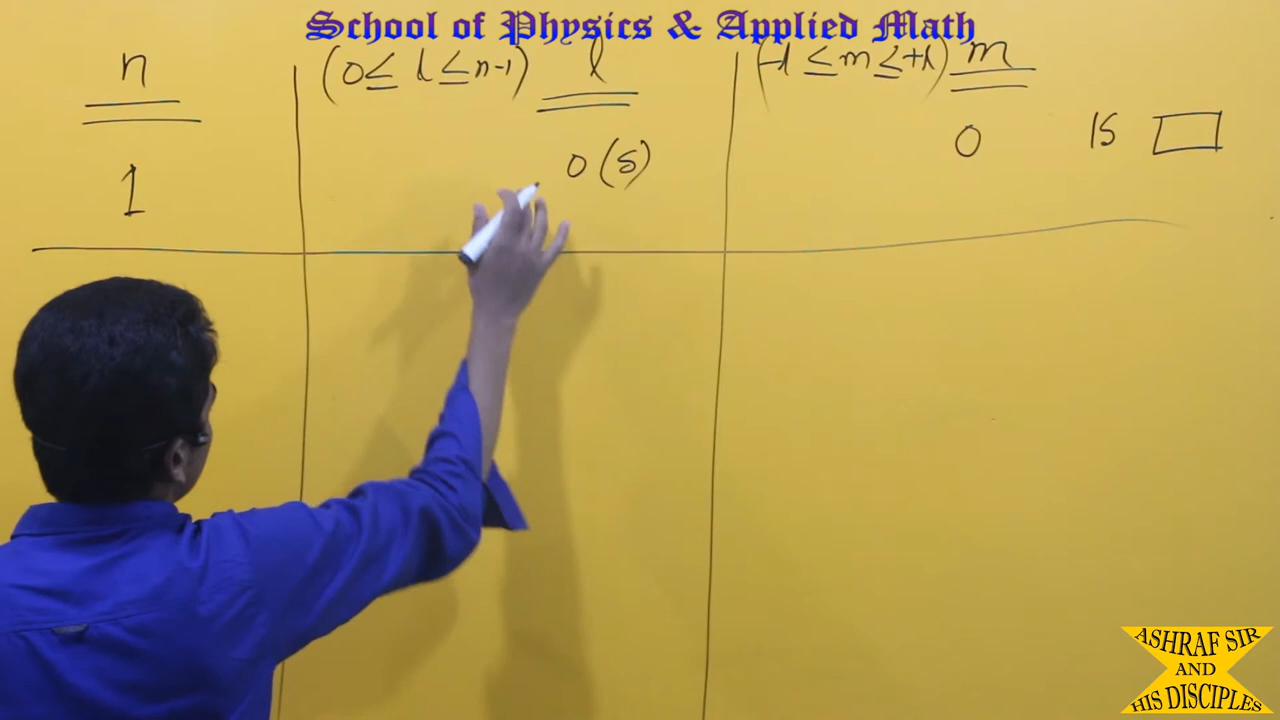 School of Physics & Applied Math
n (0≤ l ≤ n-1) l (-l ≤ m ≤ +l) m
1 0 (s) 0 1S
ASHRAF SIR
AND
HIS DISCIPLES